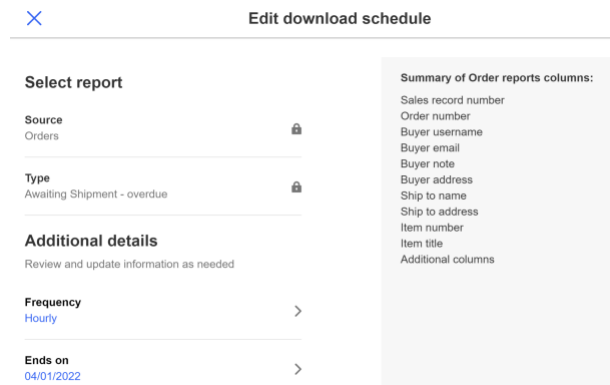 Edit download schedule
Select report
Source
Orders
Type
Awaiting Shipment - overdue
Additional details
Review and update information as needed
Frequency
Hourly
Ends on
04/01/2022
Summary of Order reports columns:
Sales record number
Order number
Buyer username
Buyer email
Buyer note
Buyer address
Ship to name
Ship to address
Item number
Item title
Additional columns